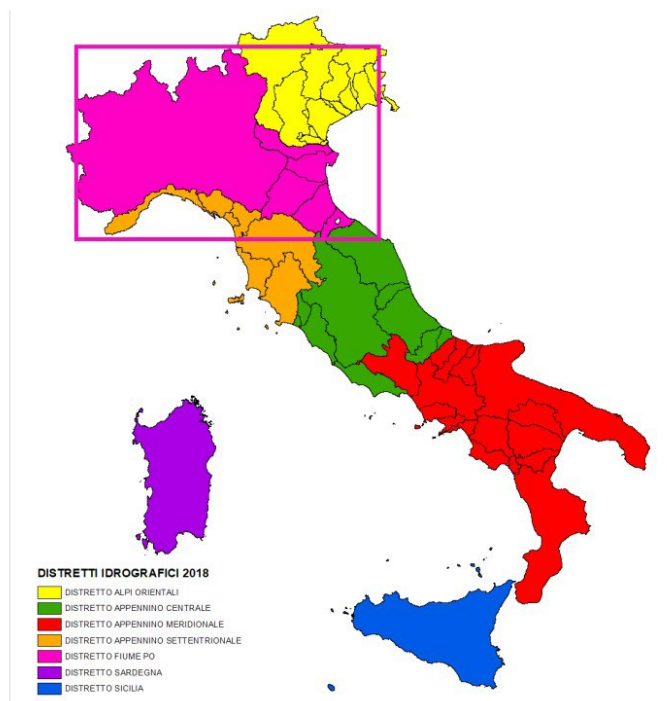 DISTRETTI IDROGRAFICI 2018
DISTRETTO ALPI ORIENTALI
DISTRETTO APPENNINO CENTRALE
DISTRETTO APPENNINO MERIDIONALE
DISTRETTO APPENNINO SETTENTRIONALE
DISTRETTO FIUME PO
DISTRETTO SARDEGNA
DISTRETTO SICILIA